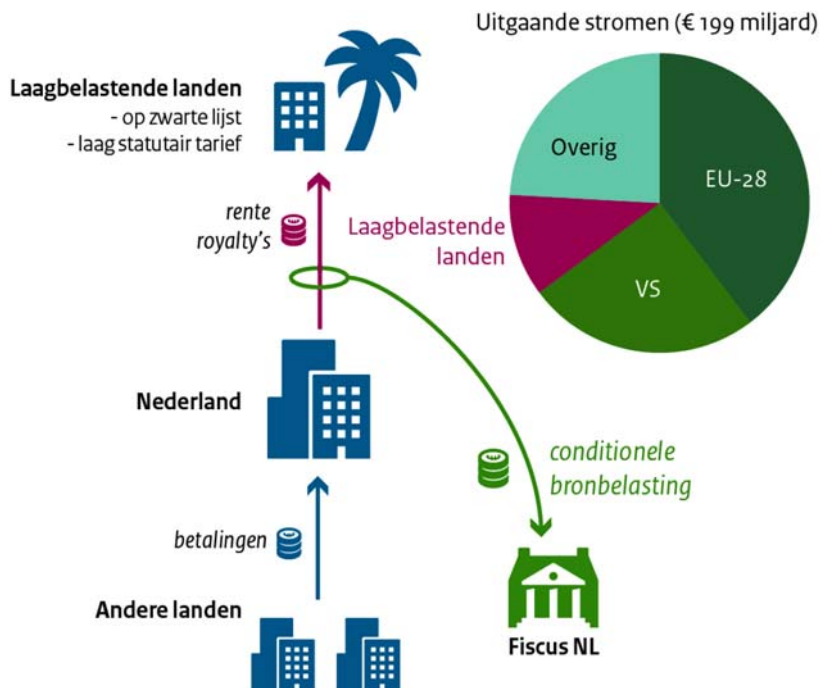 Uitgaande stromen (€ 199 miljard)
Laagbelastende landen
- op zwarte lijst
- laag statutair tarief
Overig
EU-28
rente
royalty's
Laagbelastende
landen
VS
Nederland
conditionele
bronbelasting
betalingen
Andere landen
Fiscus NL